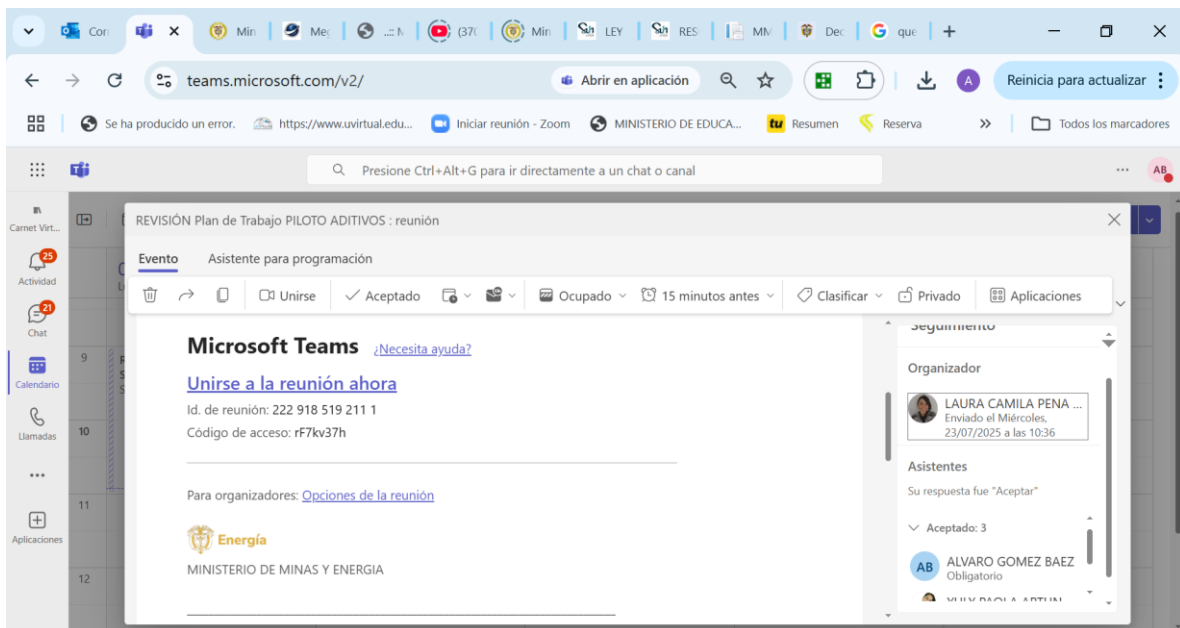 Con
Min
Meg
..:: N
(370
Min
LEY
RES
MM
Dec
que
teams.microsoft.com/v2/
Abrir en aplicación
A
Reinicia para actualizar
Se ha producido un error.
https://www.uvirtual.edu...
Iniciar reunión - Zoom
MINISTERIO DE EDUCA...
tu Resumen
Reserva
Todos los marcadores
Presione Ctrl+Alt+G para ir directamente a un chat o canal
AB
Carnet Virt...
25
Actividad
21
Chat
Calendario
Llamadas
Aplicaciones
9
10
11
12
REVISIÓN Plan de Trabajo PILOTO ADITIVOS : reunión
Evento
Asistente para programación
Unirse
Aceptado
Ocupado
15 minutos antes
Clasificar
Privado
Aplicaciones
Microsoft Teams ¿Necesita ayuda?
Unirse a la reunión ahora
Id. de reunión: 222 918 519 211 1
Código de acceso: rF7kv37h
Para organizadores: Opciones de la reunión
Energía
MINISTERIO DE MINAS Y ENERGIA
Seguimiento
Organizador
LAURA CAMILA PENA ...
Enviado el Miércoles,
23/07/2025 a las 10:36
Asistentes
Su respuesta fue "Aceptar"
Aceptado: 3
AB
ALVARO GOMEZ BAEZ
Obligatorio
YULY PAOLA